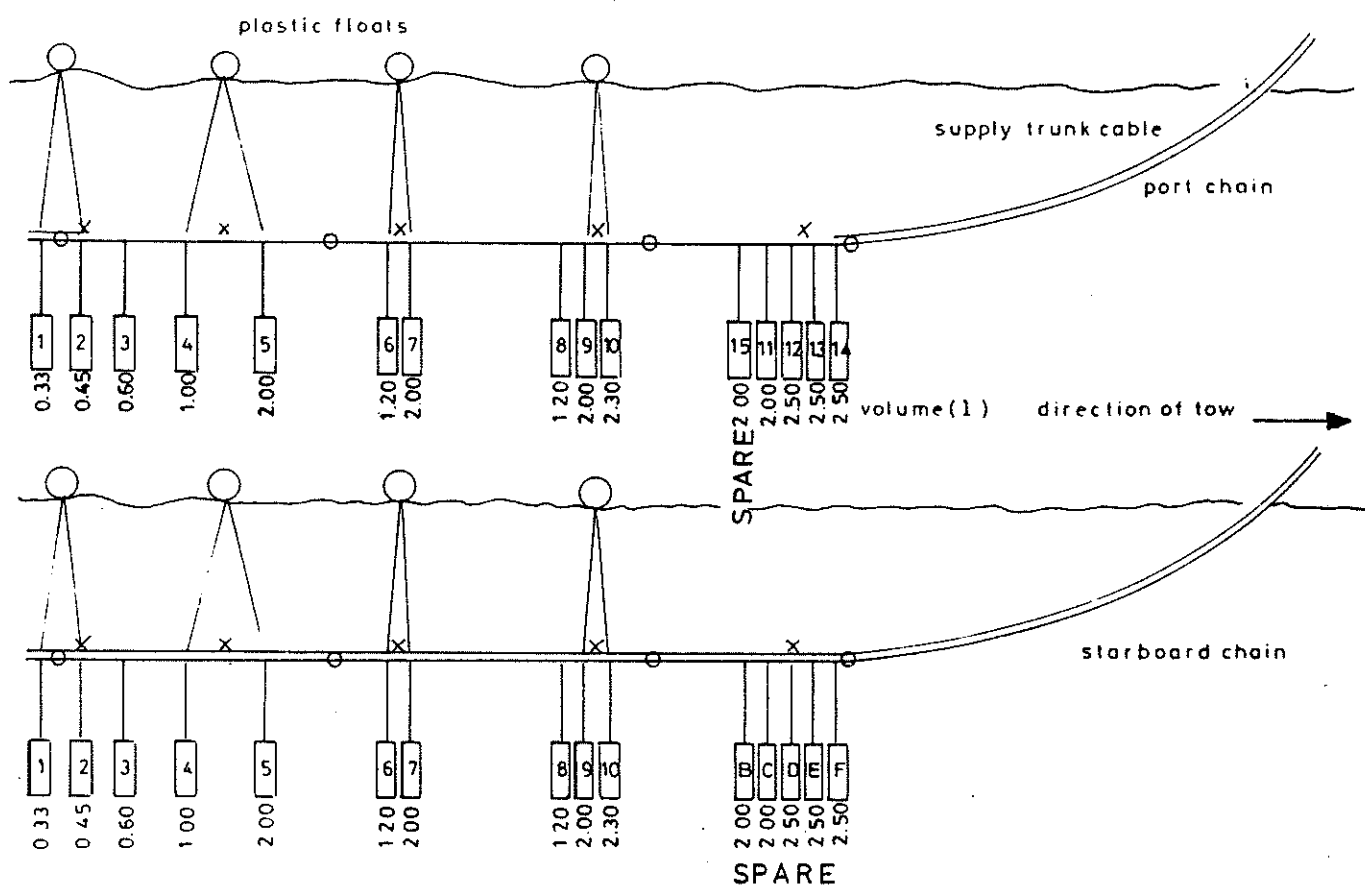 plastic floats
supply trunk cable
port chain
1 2 3 4 5 6 7 8 9 10 15 11 12 13 14
0.33 0.45 0.60 1.00 2.00 1.20 2.00 1 20 2.00 2.30 2 00 2.00 2.50 2.50 2 50
volume(l) direction of tow
SPARE
starboard chain
1 2 3 4 5 6 7 8 9 10 B C D E F
0 33 0 45 0.60 1 00 2 00 1 20 2 00 1 20 2.00 2.30 2 00 2 00 2 50 2 50 2.50
SPARE